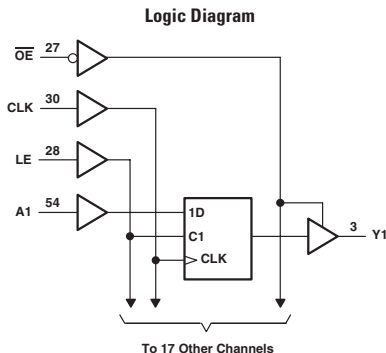 Logic Diagram
OE 27
CLK 30
LE 28
A1 54
1D
C1
CLK
3 Y1
To 17 Other Channels